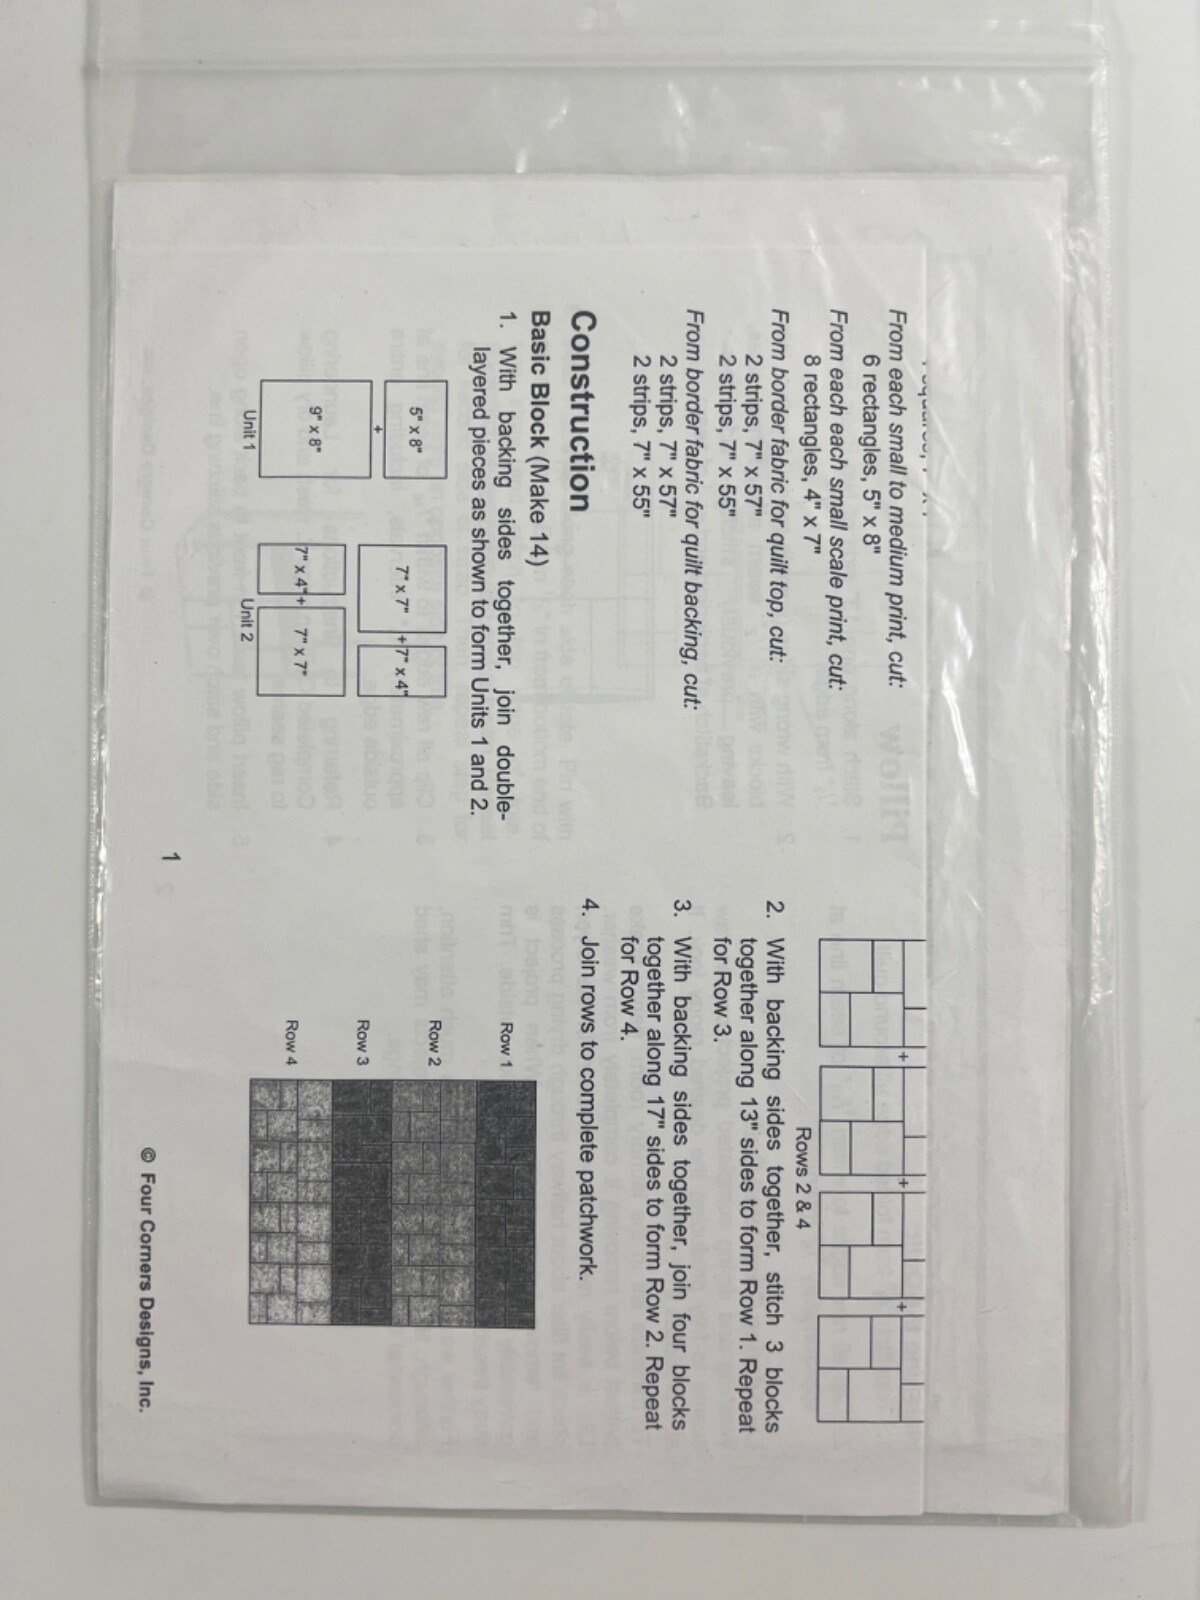 From each small to medium print, cut:
6 rectangles, 5" x 8"
From each each small scale print, cut:
8 rectangles, 4" x 7"
From border fabric for quilt top, cut:
2 strips, 7" x 57"
2 strips, 7" x 55"
From border fabric for quilt backing, cut:
2 strips, 7" x 57"
2 strips, 7" x 55"
Construction
Basic Block (Make 14)
1. With backing sides together, join double-
layered pieces as shown to form Units 1 and 2.
5" x 8"
+
9" x 8"
Unit 1
7" x 7" + 7" x 4"
7" x 4" + 7" x 7"
Unit 2
+ + +
Rows 2 & 4
2. With backing sides together, stitch 3 blocks
together along 13" sides to form Row 1. Repeat
for Row 3.
3. With backing sides together, join four blocks
together along 17" sides to form Row 2. Repeat
for Row 4.
4. Join rows to complete patchwork.
Row 1
Row 2
Row 3
Row 4
1
© Four Corners Designs, Inc.